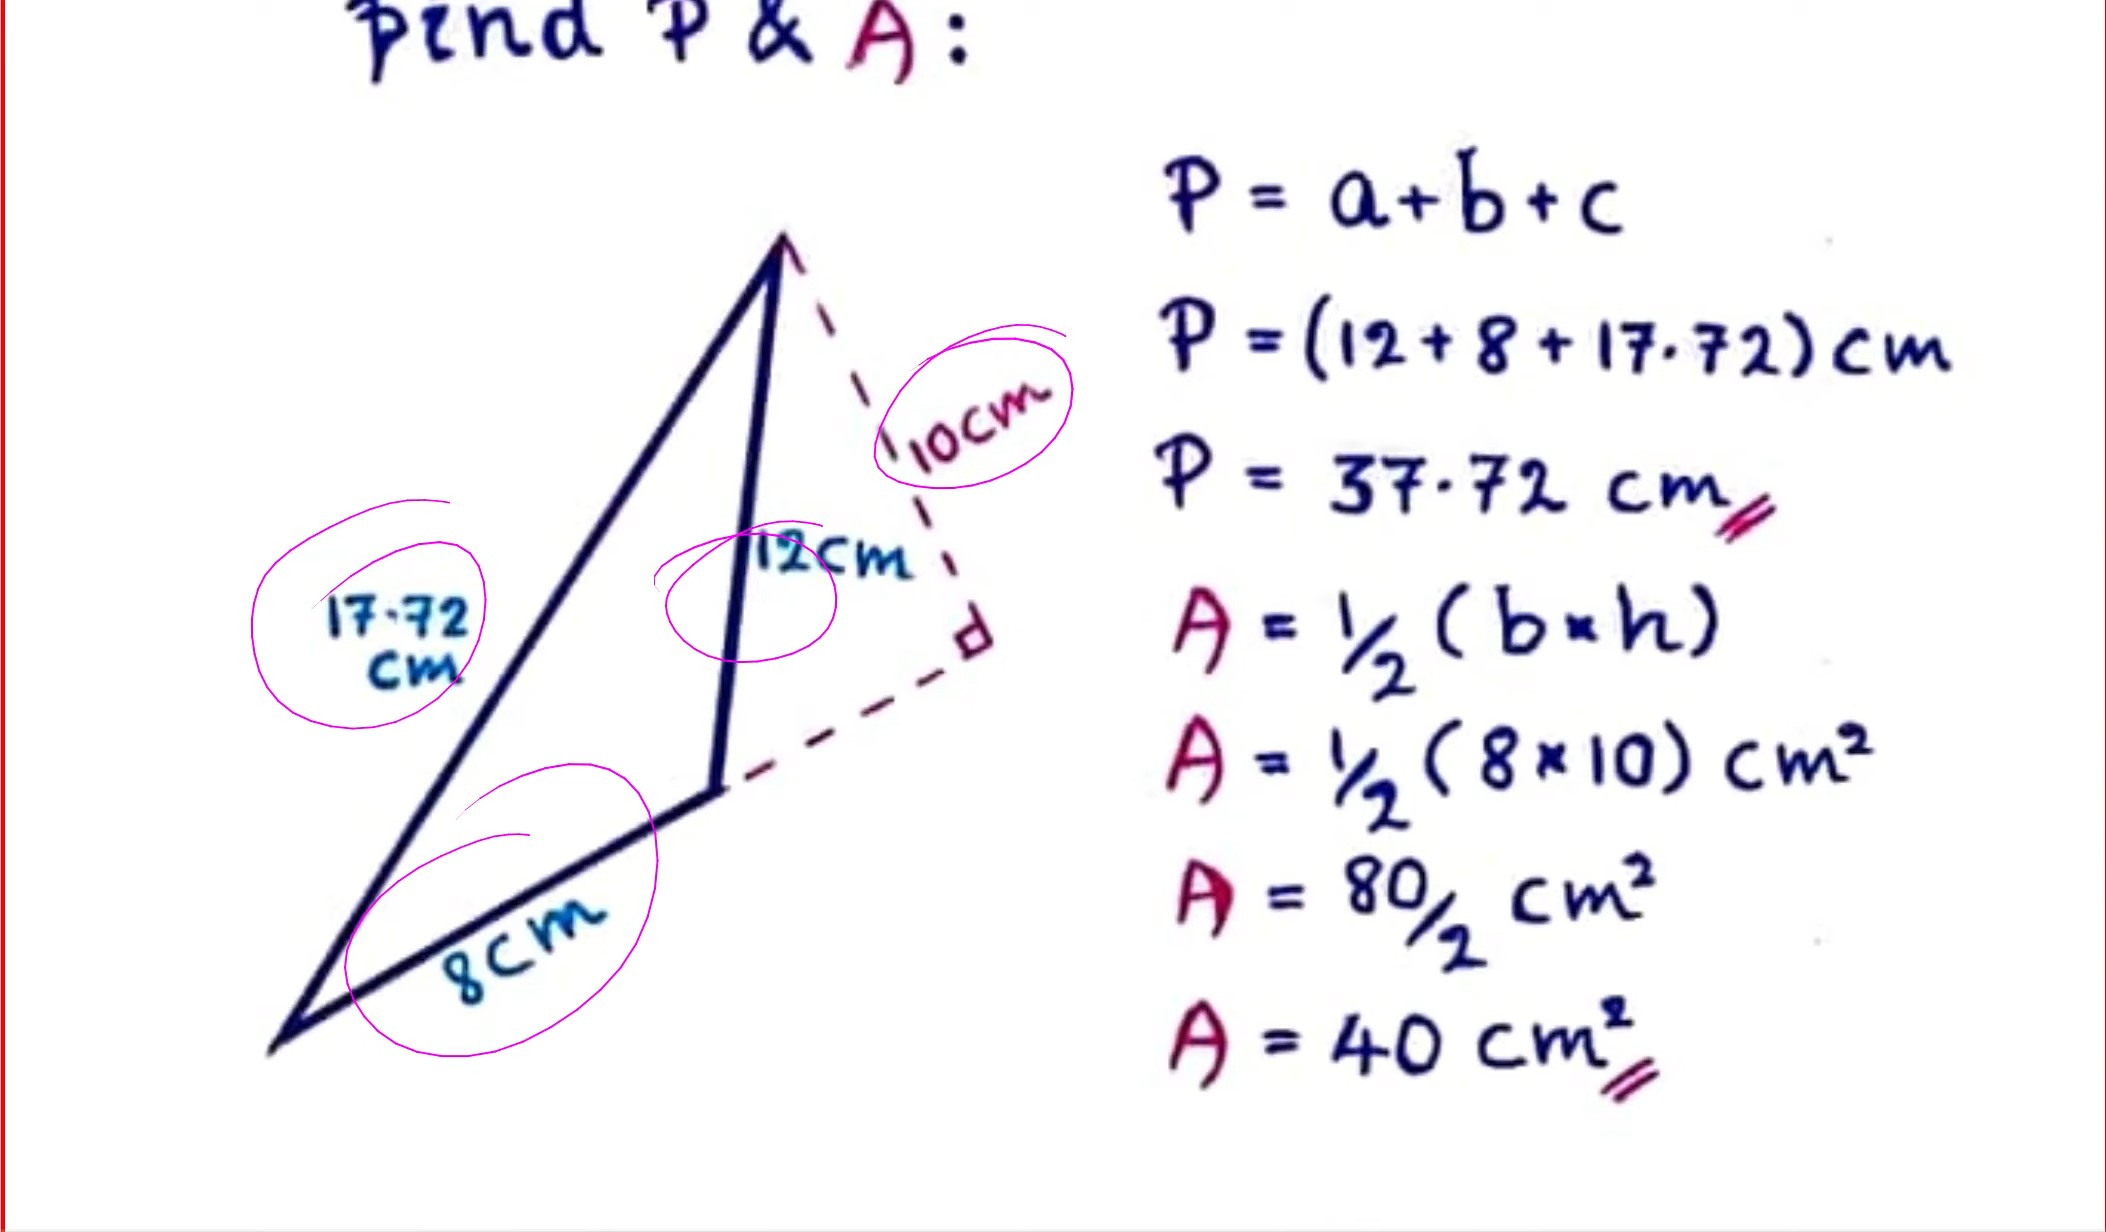 Find P & A :
P = a + b + c
P = (12 + 8 + 17.72) cm
10cm
P = 37.72 cm
12cm
17.72
cm
A = 1/2 (b × h)
A = 1/2 (8 × 10) cm²
A = 80/2 cm²
8cm
A = 40 cm²